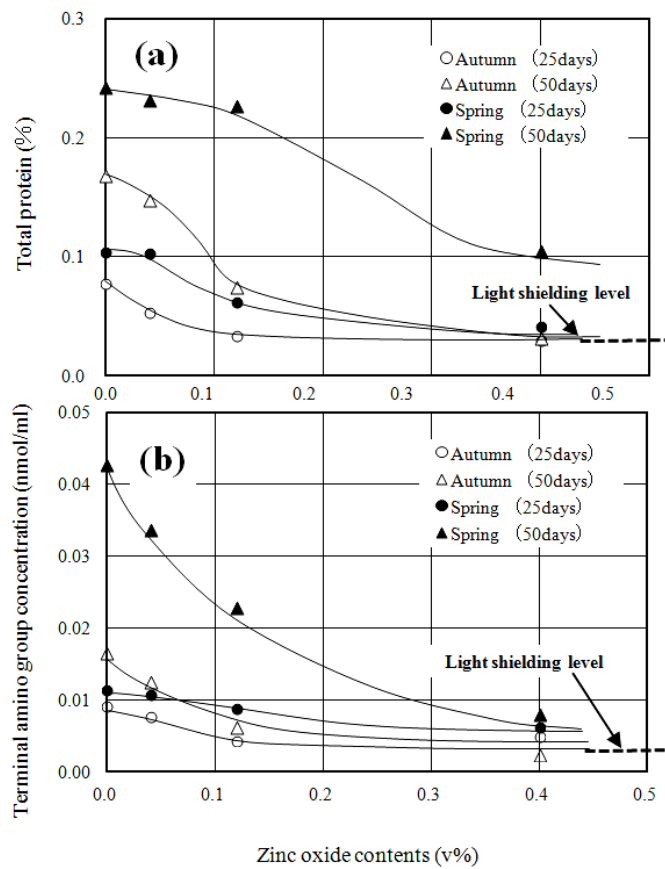 0.3
(a)
Autumn (25days)
Autumn (50days)
Spring (25days)
Spring (50days)
0.2
Total protein (%)
0.1
Light shielding level
0.0
0.0 0.1 0.2 0.3 0.4 0.5
0.05
(b)
Autumn (25days)
Autumn (50days)
Spring (25days)
Spring (50days)
0.04
0.03
Terminal amino group concentration (nmol/ml)
0.02
Light shielding level
0.01
0.00
0.0 0.1 0.2 0.3 0.4 0.5
Zinc oxide contents (v%)